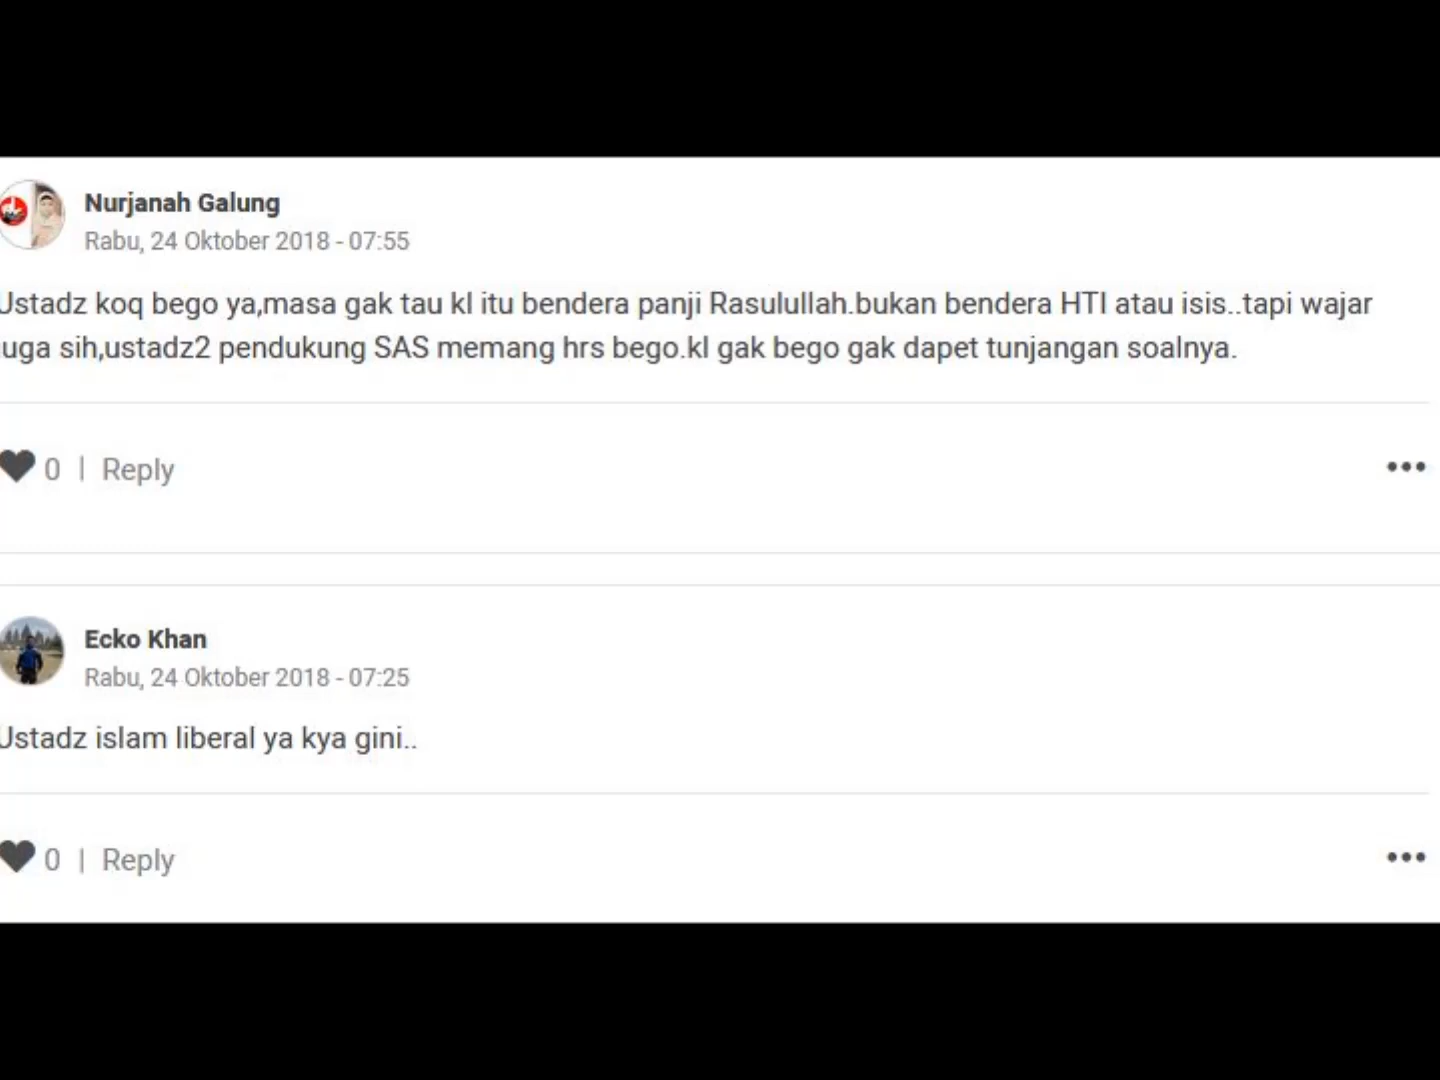 Nurjanah Galung
Rabu, 24 Oktober 2018 - 07:55
Ustadz koq bego ya,masa gak tau kl itu bendera panji Rasulullah.bukan bendera HTI atau isis..tapi wajar
juga sih,ustadz2 pendukung SAS memang hrs bego.kl gak bego gak dapet tunjangan soalnya.
0 | Reply
Ecko Khan
Rabu, 24 Oktober 2018 - 07:25
Ustadz islam liberal ya kya gini..
0 | Reply